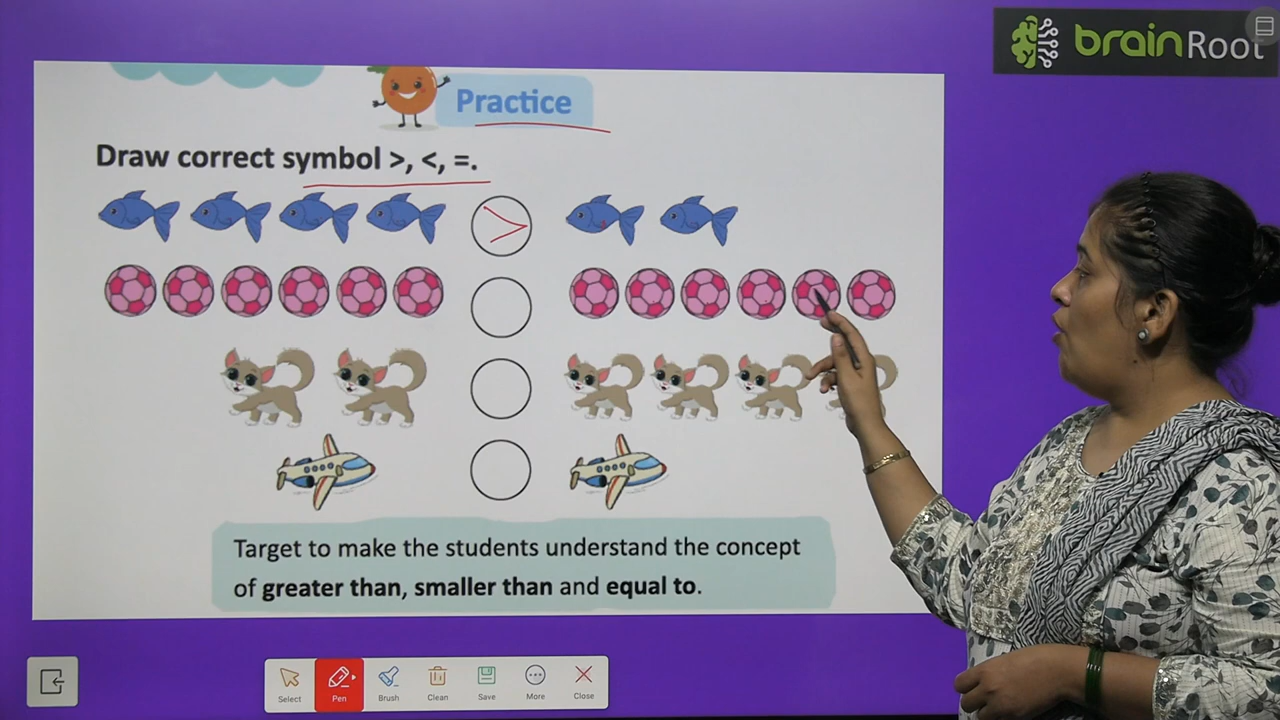 brainRoot
Practice
Draw correct symbol >, <, =.
>
Target to make the students understand the concept
of greater than, smaller than and equal to.
Select
Pen
Brush
Clean
Save
More
Close